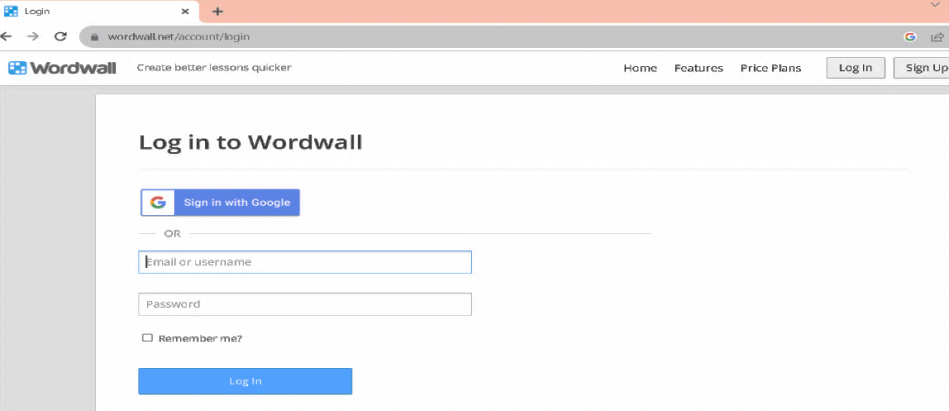 Login
wordwall.net/account/login
Wordwall Create better lessons quicker Home Features Price Plans Log In Sign Up
Log in to Wordwall
Sign in with Google
OR
Email or username
Password
Remember me?
Log In